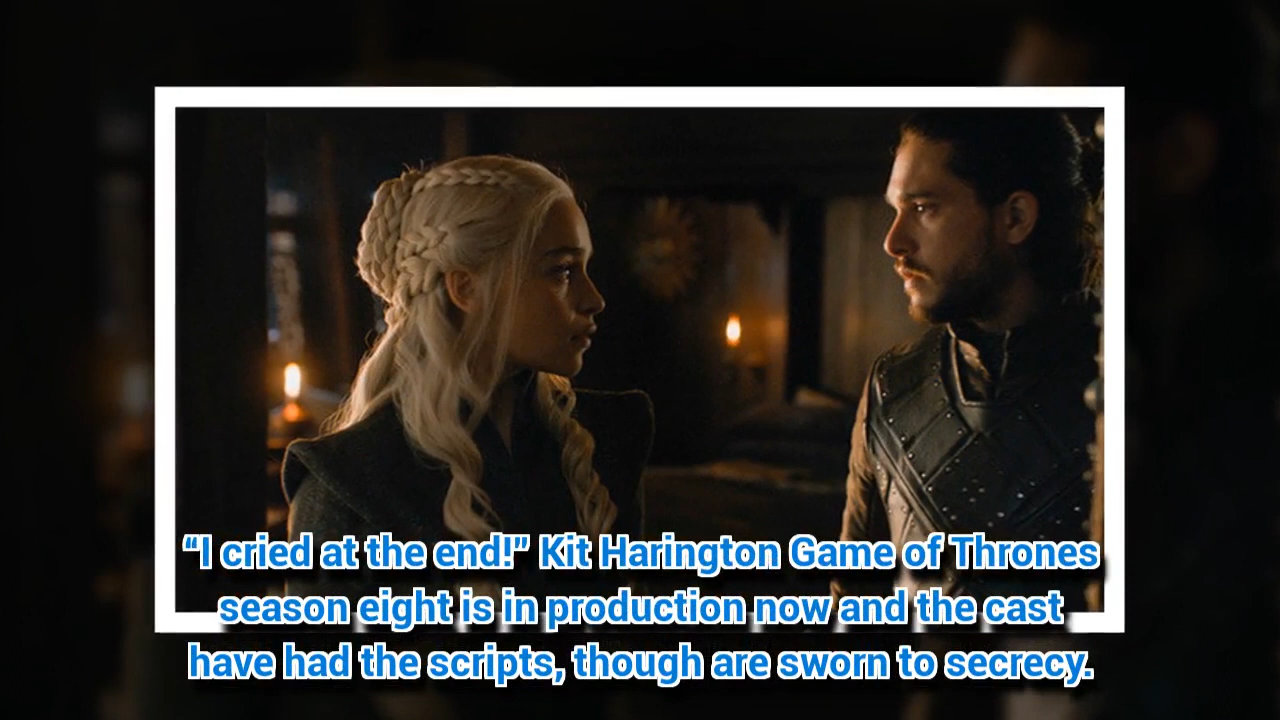 “I cried at the end!” Kit Harington Game of Thrones
season eight is in production now and the cast
have had the scripts, though are sworn to secrecy.